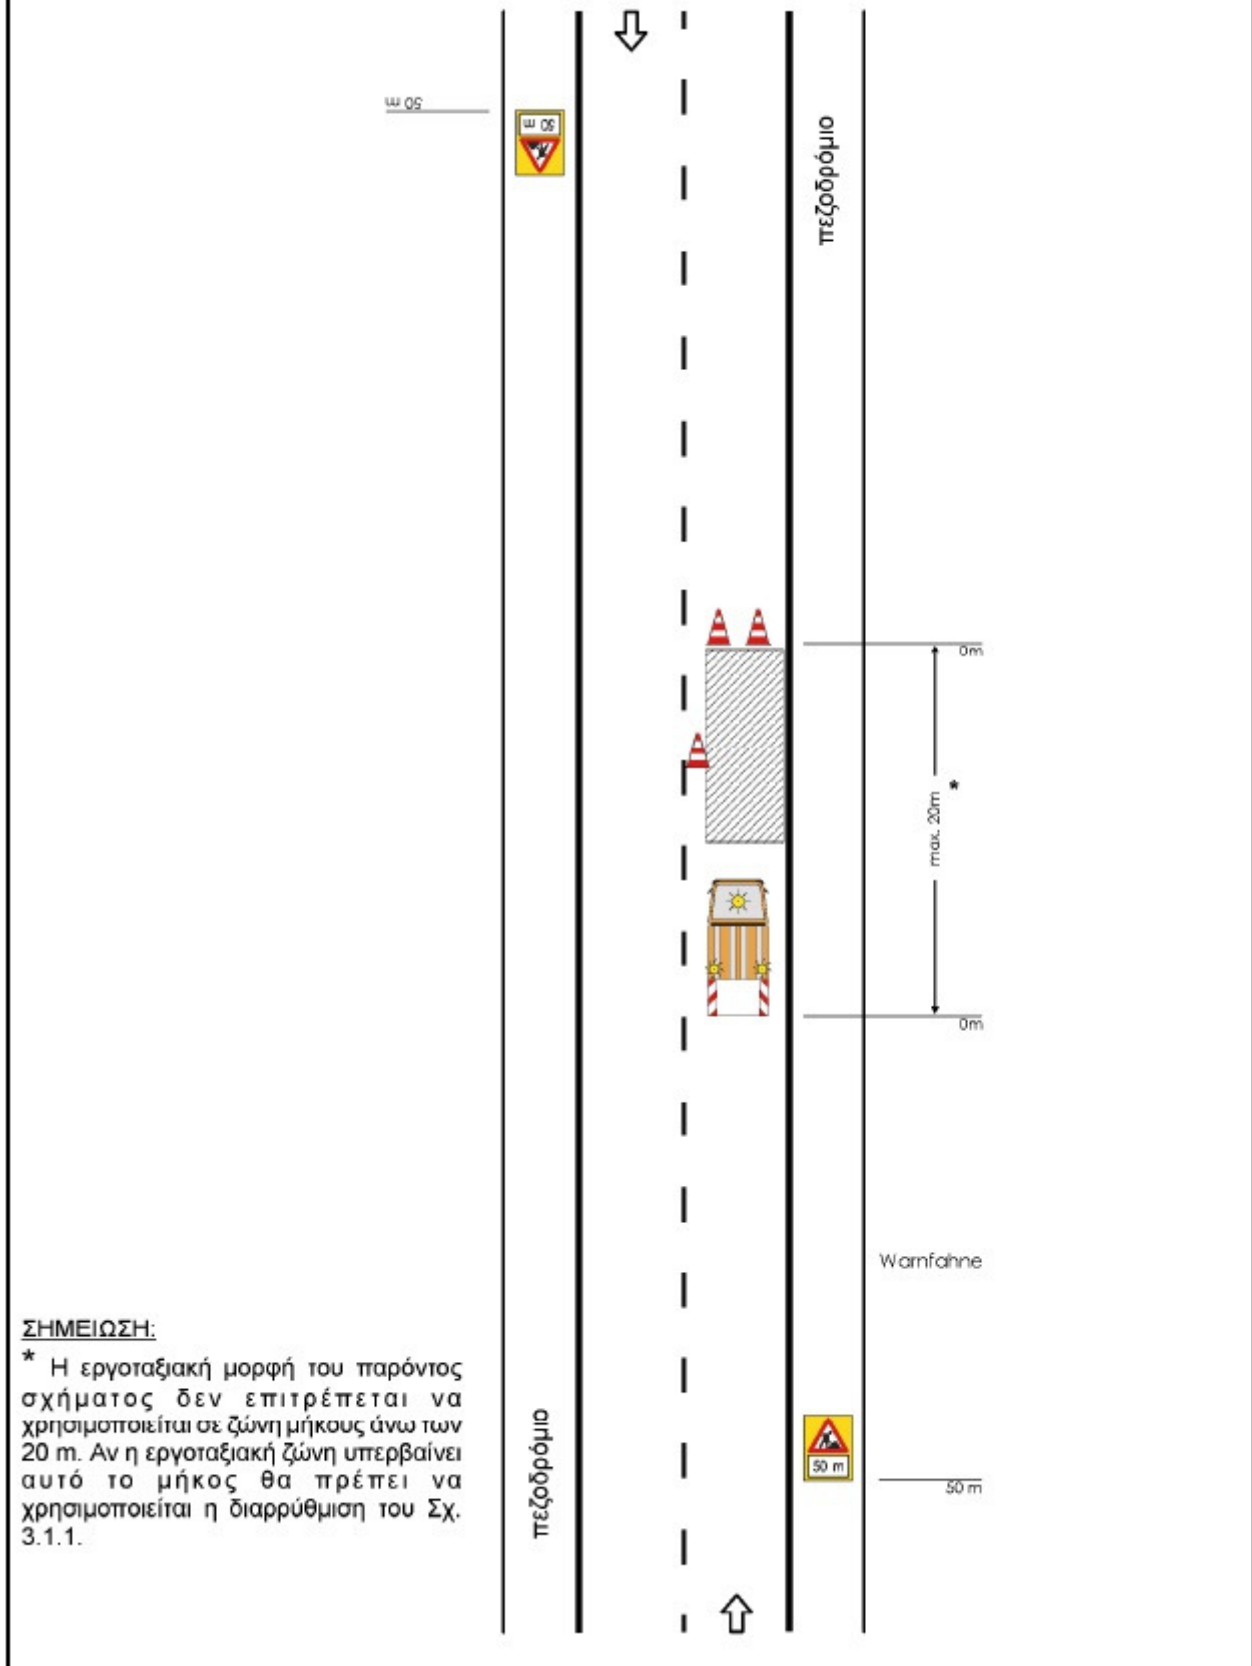 50 m
50 m
πεζοδρόμιο
0m
max. 20m
*
0m
Warnfahne
ΣΗΜΕΙΩΣΗ:
* Η εργοταξιακή μορφή του παρόντος
σχήματος δεν επιτρέπεται να
χρησιμοποιείται σε ζώνη μήκους άνω των
20 m. Αν η εργοταξιακή ζώνη υπερβαίνει
αυτό το μήκος θα πρέπει να
χρησιμοποιείται η διαρρύθμιση του Σχ.
3.1.1.
πεζοδρόμιο
50 m
50 m